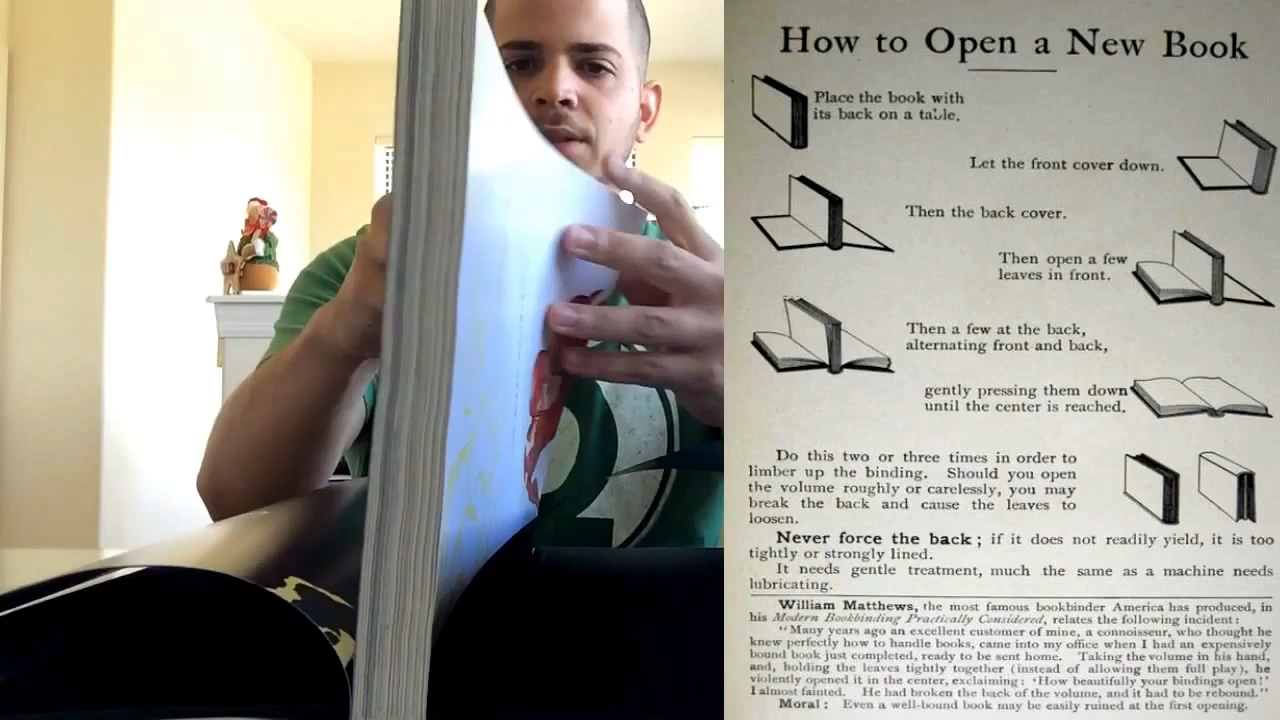 How to Open a New Book
Place the book with
its back on a table.
Let the front cover down.
Then the back cover.
Then open a few
leaves in front.
Then a few at the back,
alternating front and back,
gently pressing them down
until the center is reached.
Do this two or three times in order to
limber up the binding. Should you open
the volume roughly or carelessly, you may
break the back and cause the leaves to
loosen.
Never force the back; if it does not readily yield, it is too
tightly or strongly lined.
It needs gentle treatment, much the same as a machine needs
lubricating.
William Matthews, the most famous bookbinder America has produced, in
his Modern Bookbinding Practically Considered, relates the following incident:
"Many years ago an excellent customer of mine, a connoisseur, who thought he
knew perfectly how to handle books, came into my office when I had an expensively
bound book just completed, ready to be sent home. Taking the volume in his hand,
and, holding the leaves tightly together (instead of allowing them full play), he
violently opened it in the center, exclaiming: 'How beautifully your bindings open!'
I almost fainted. He had broken the back of the volume, and it had to be rebound."
Moral: Even a well-bound book may be easily ruined at the first opening.
2